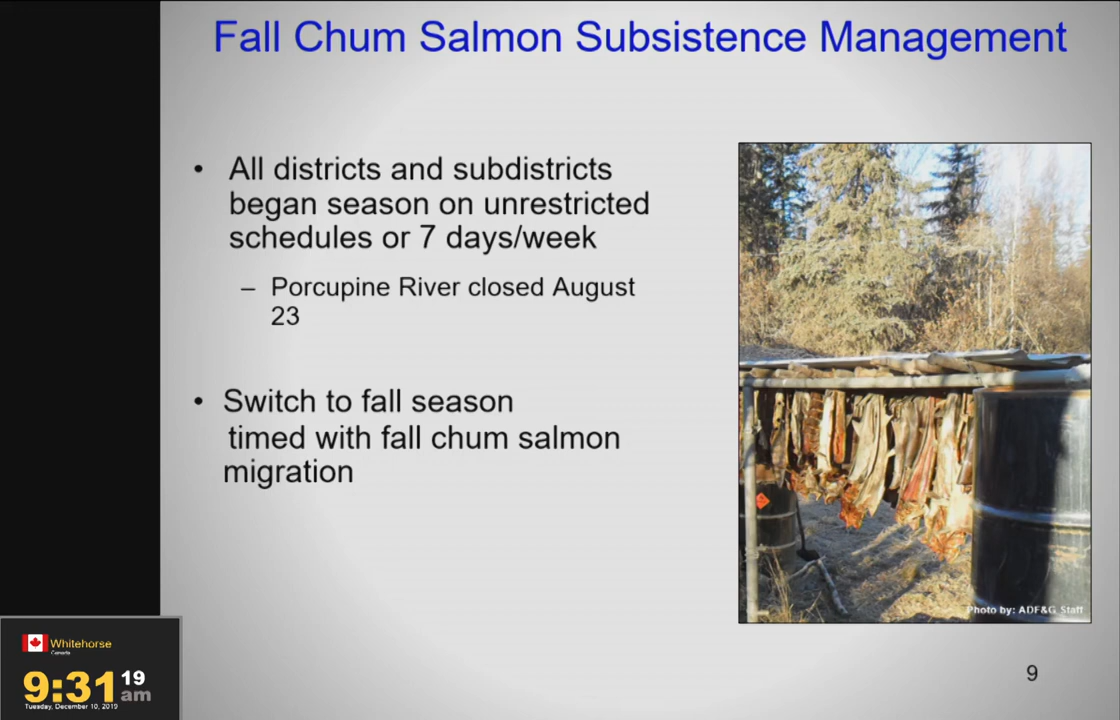 Fall Chum Salmon Subsistence Management
• All districts and subdistricts
began season on unrestricted
schedules or 7 days/week
– Porcupine River closed August
23
• Switch to fall season
timed with fall chum salmon
migration
Photo by: ADF&G Staff
9
Whitehorse
Canada
9:31 19
am
Tuesday, December 10, 2019